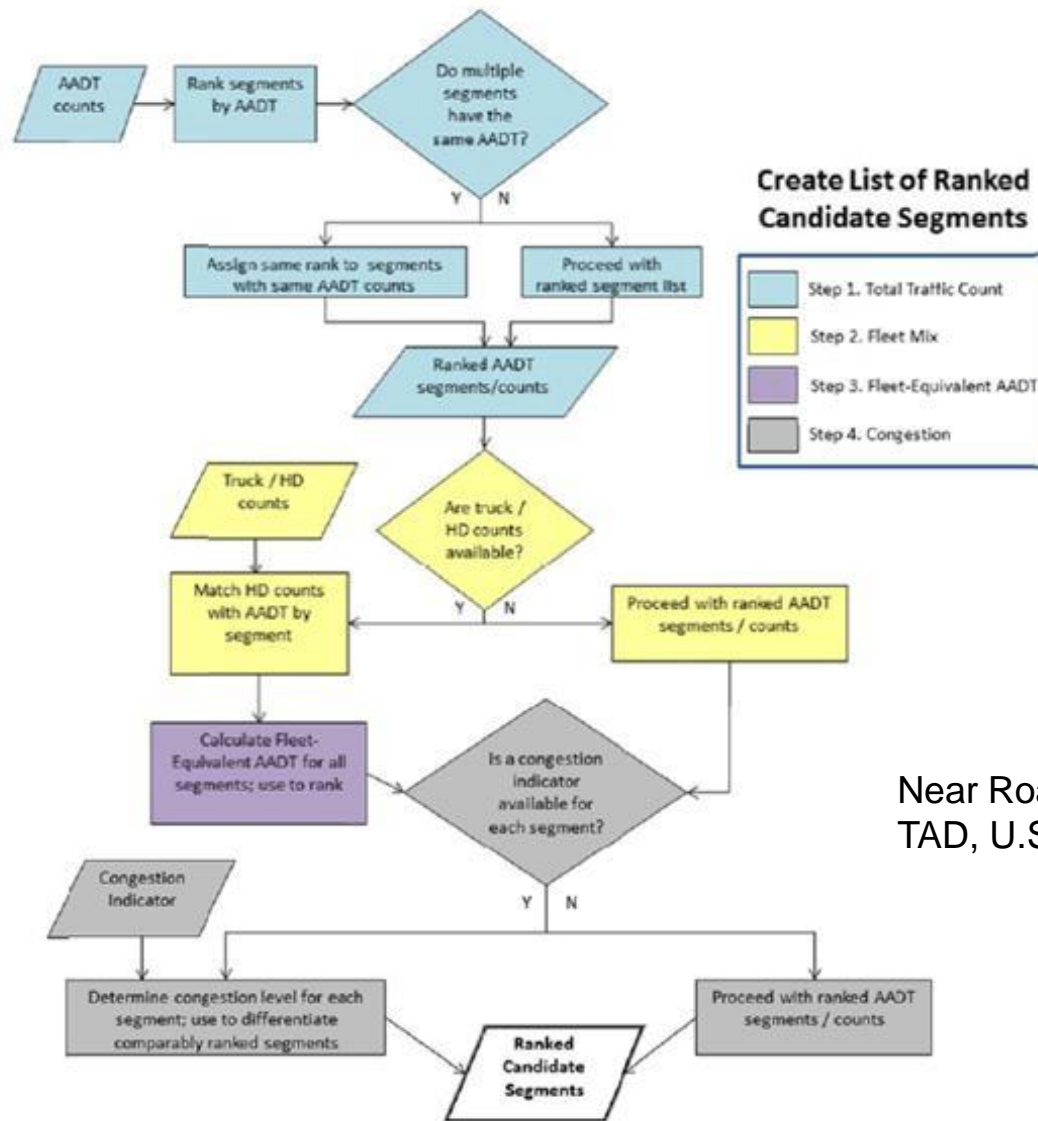 AADT
counts
Rank segments
by AADT
Do multiple
segments
have the
same AADT?
Y N
Create List of Ranked
Candidate Segments
Step 1. Total Traffic Count
Step 2. Fleet Mix
Step 3. Fleet-Equivalent AADT
Step 4. Congestion
Assign same rank to segments
with same AADT counts
Proceed with
ranked segment list
Ranked AADT
segments/counts
Truck / HD
counts
Are truck /
HD counts
available?
Y N
Match HD counts
with AADT by
segment
Proceed with ranked AADT
segments / counts
Calculate Fleet-
Equivalent AADT for all
segments; use to rank
Is a congestion
indicator
available for
each segment?
Near Roa
TAD, U.S
Y N
Congestion
Indicator
Determine congestion level for each
segment; use to differentiate
comparably ranked segments
Proceed with ranked AADT
segments / counts
Ranked
Candidate
Segments